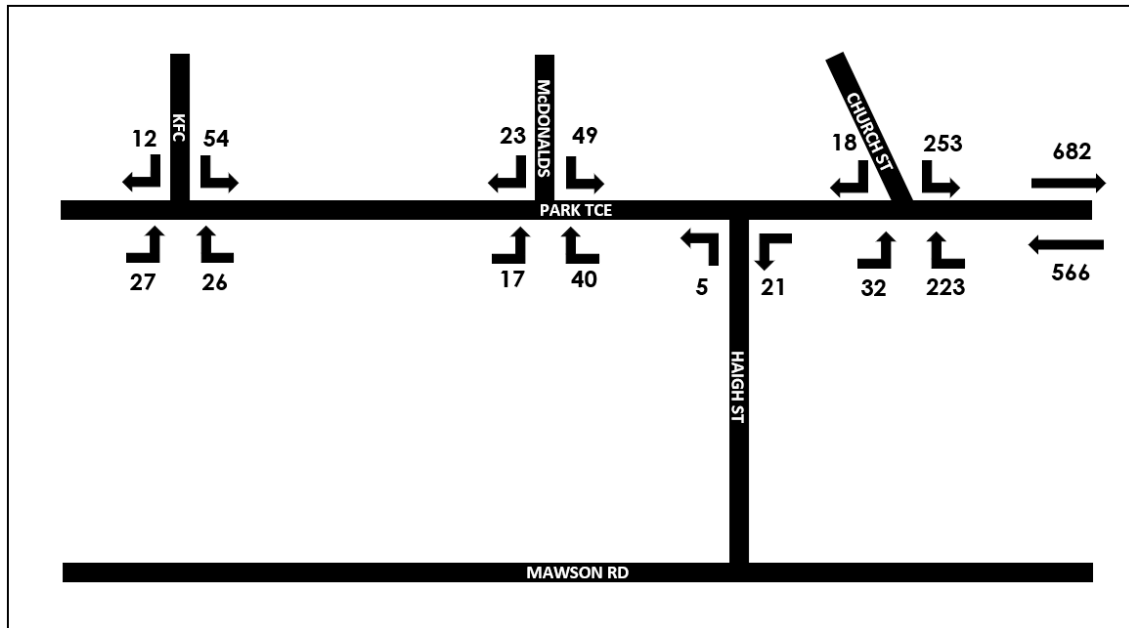 KFC
McDONALDS
CHURCH ST
12
54
23
49
18
253
682
PARK TCE
27
26
17
40
5
21
32
223
566
HAIGH ST
MAWSON RD